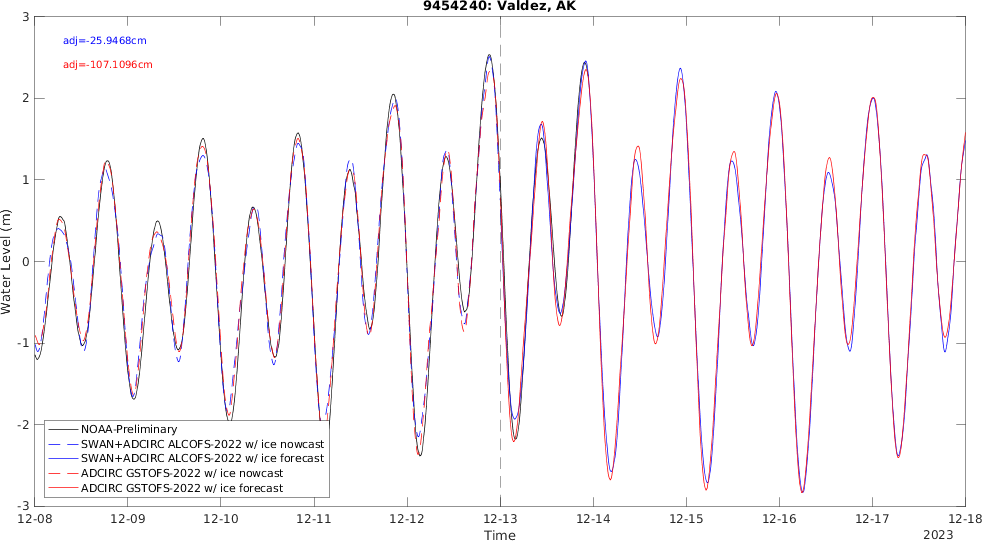 9454240: Valdez, AK
adj=-25.9468cm
adj=-107.1096cm
3
2
1
0
-1
-2
-3
Water Level (m)
NOAA-Preliminary
SWAN+ADCIRC ALCOFS-2022 w/ ice nowcast
SWAN+ADCIRC ALCOFS-2022 w/ ice forecast
ADCIRC GSTOFS-2022 w/ ice nowcast
ADCIRC GSTOFS-2022 w/ ice forecast
12-08 12-09 12-10 12-11 12-12 12-13 12-14 12-15 12-16 12-17 12-18
Time
2023